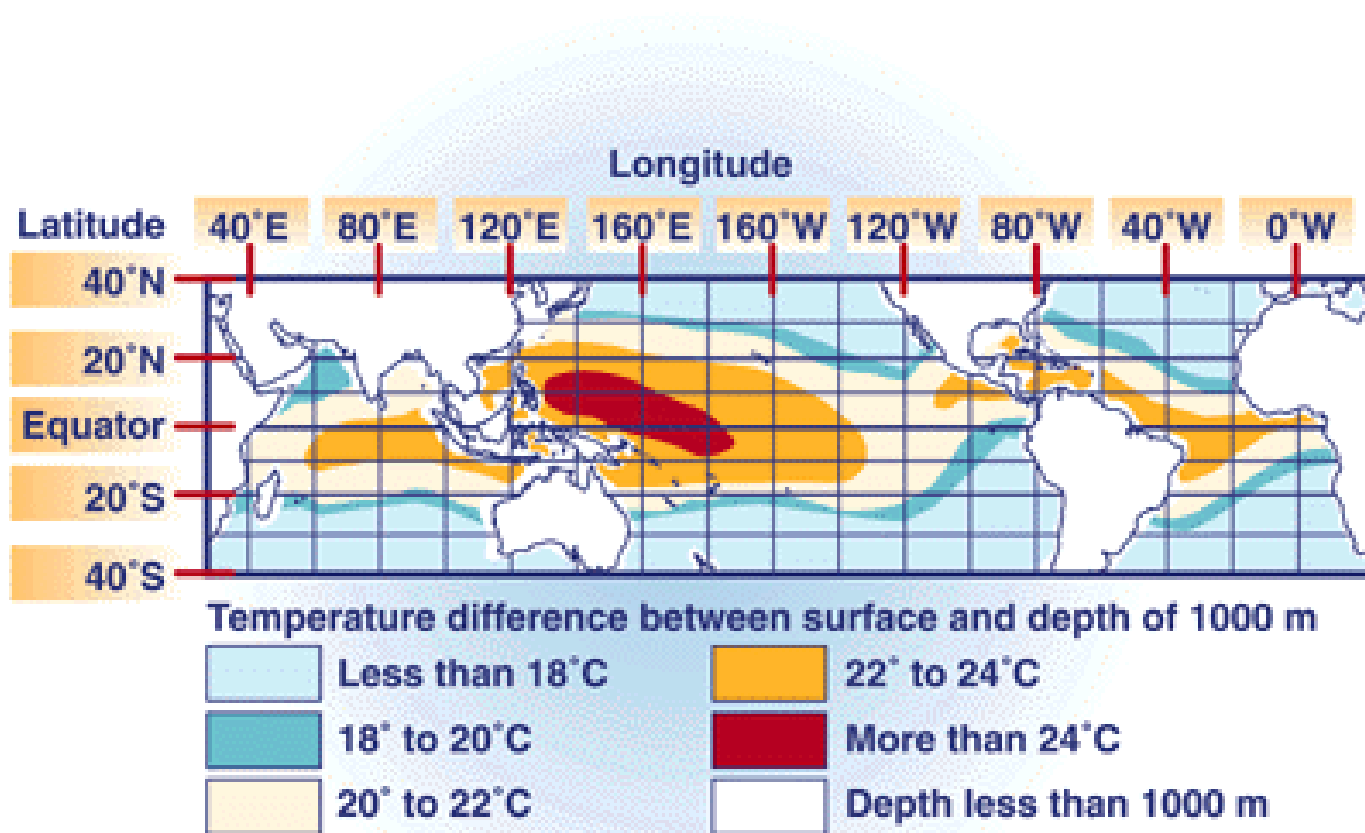 Longitude
Latitude 40˚E 80˚E 120˚E 160˚E 160˚W 120˚W 80˚W 40˚W 0˚W
40˚N
20˚N
Equator
20˚S
40˚S
Temperature difference between surface and depth of 1000 m
Less than 18˚C 22˚ to 24˚C
18˚ to 20˚C More than 24˚C
20˚ to 22˚C Depth less than 1000 m